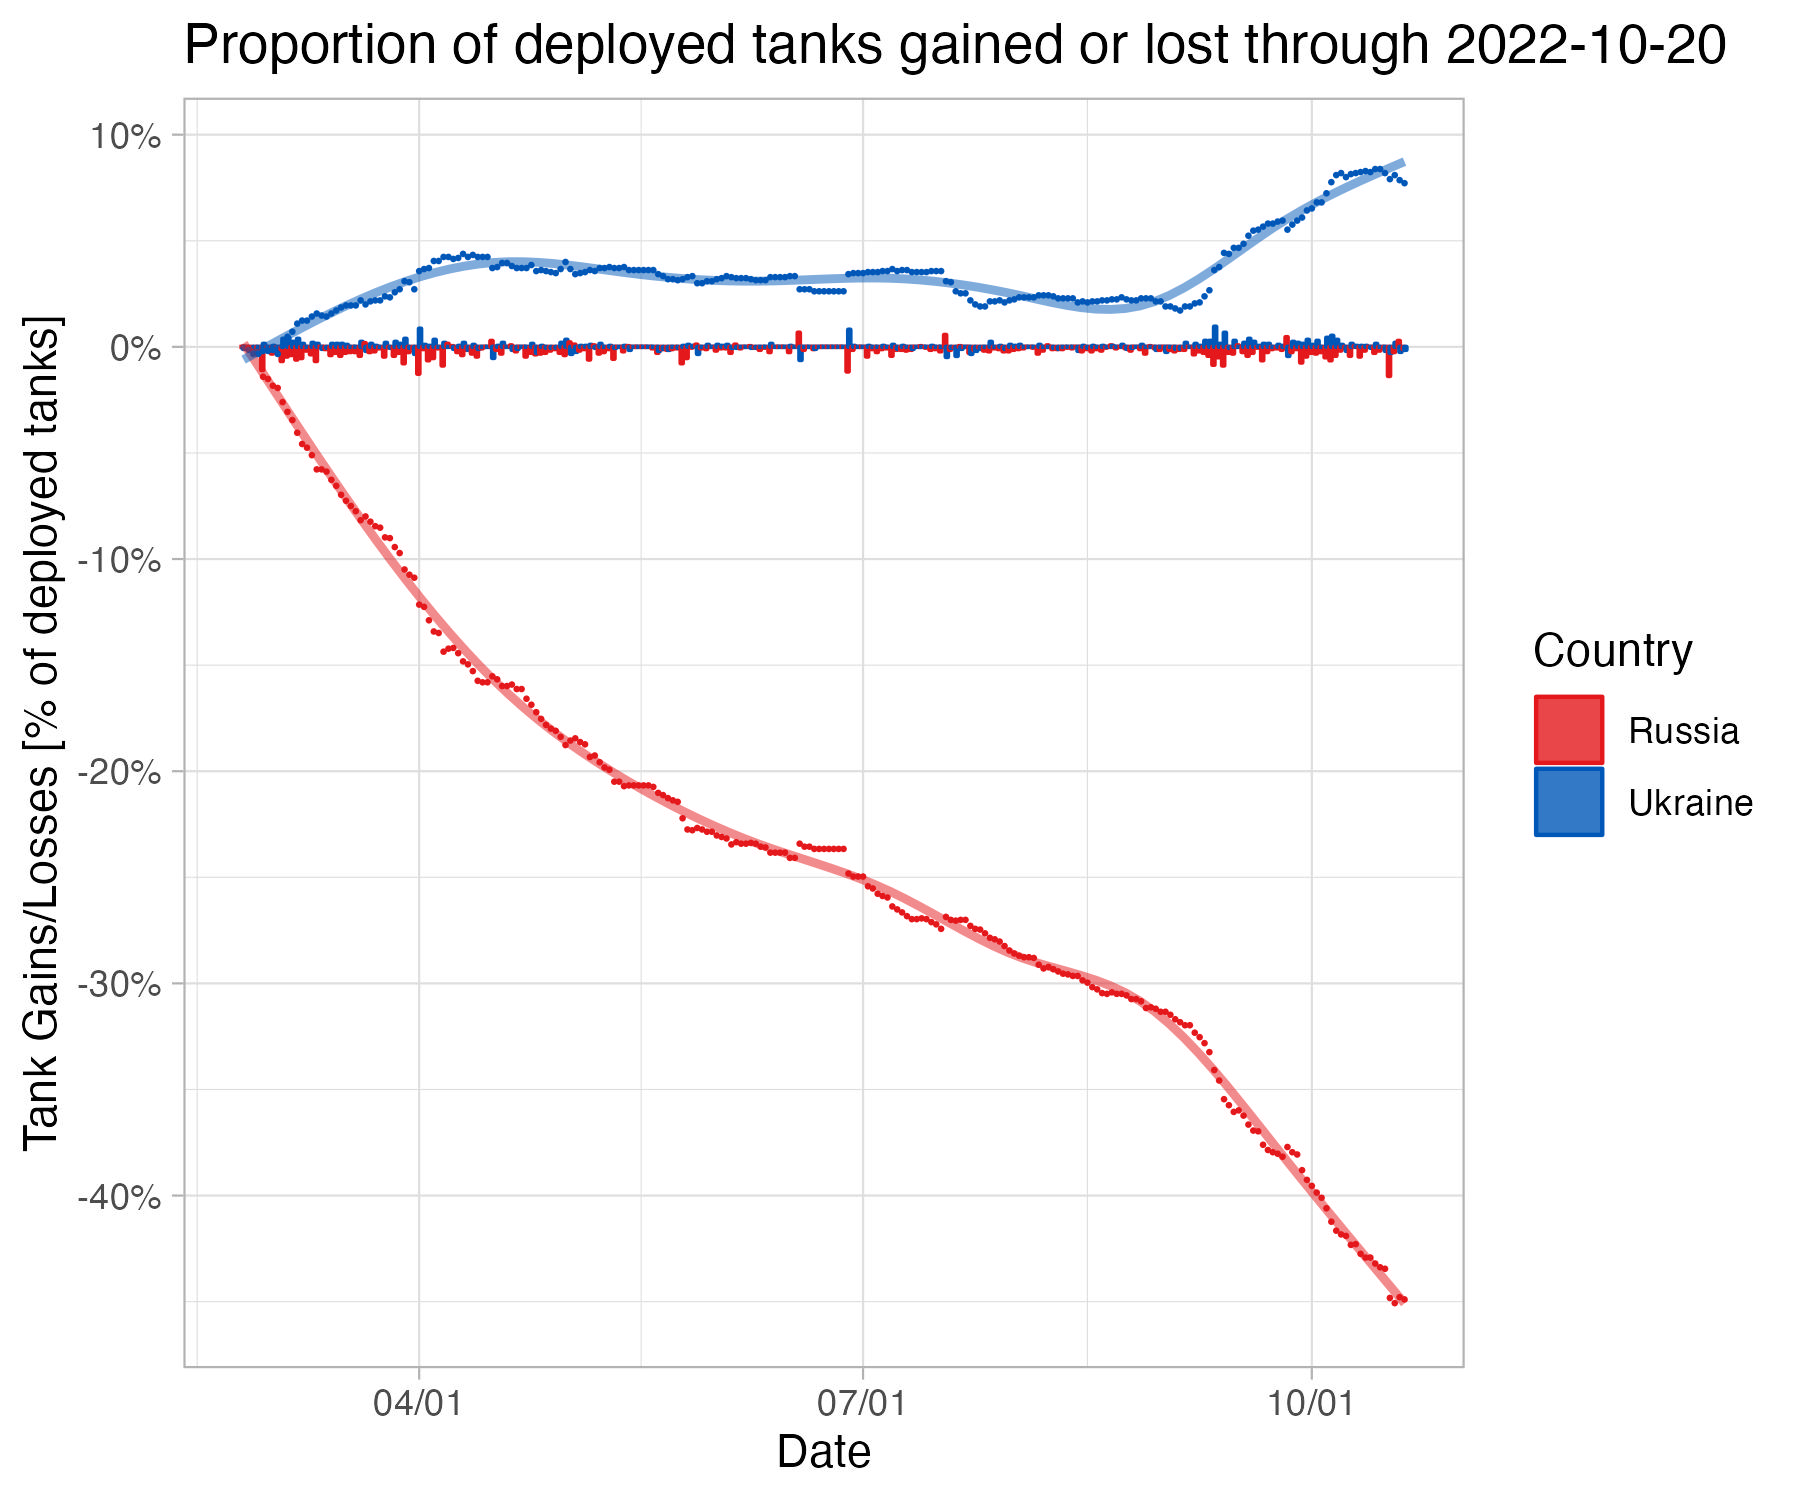 Proportion of deployed tanks gained or lost through 2022-10-20
Tank Gains/Losses [% of deployed tanks]
10%
0%
-10%
-20%
-30%
-40%
04/01
07/01
10/01
Date
Country
Russia
Ukraine